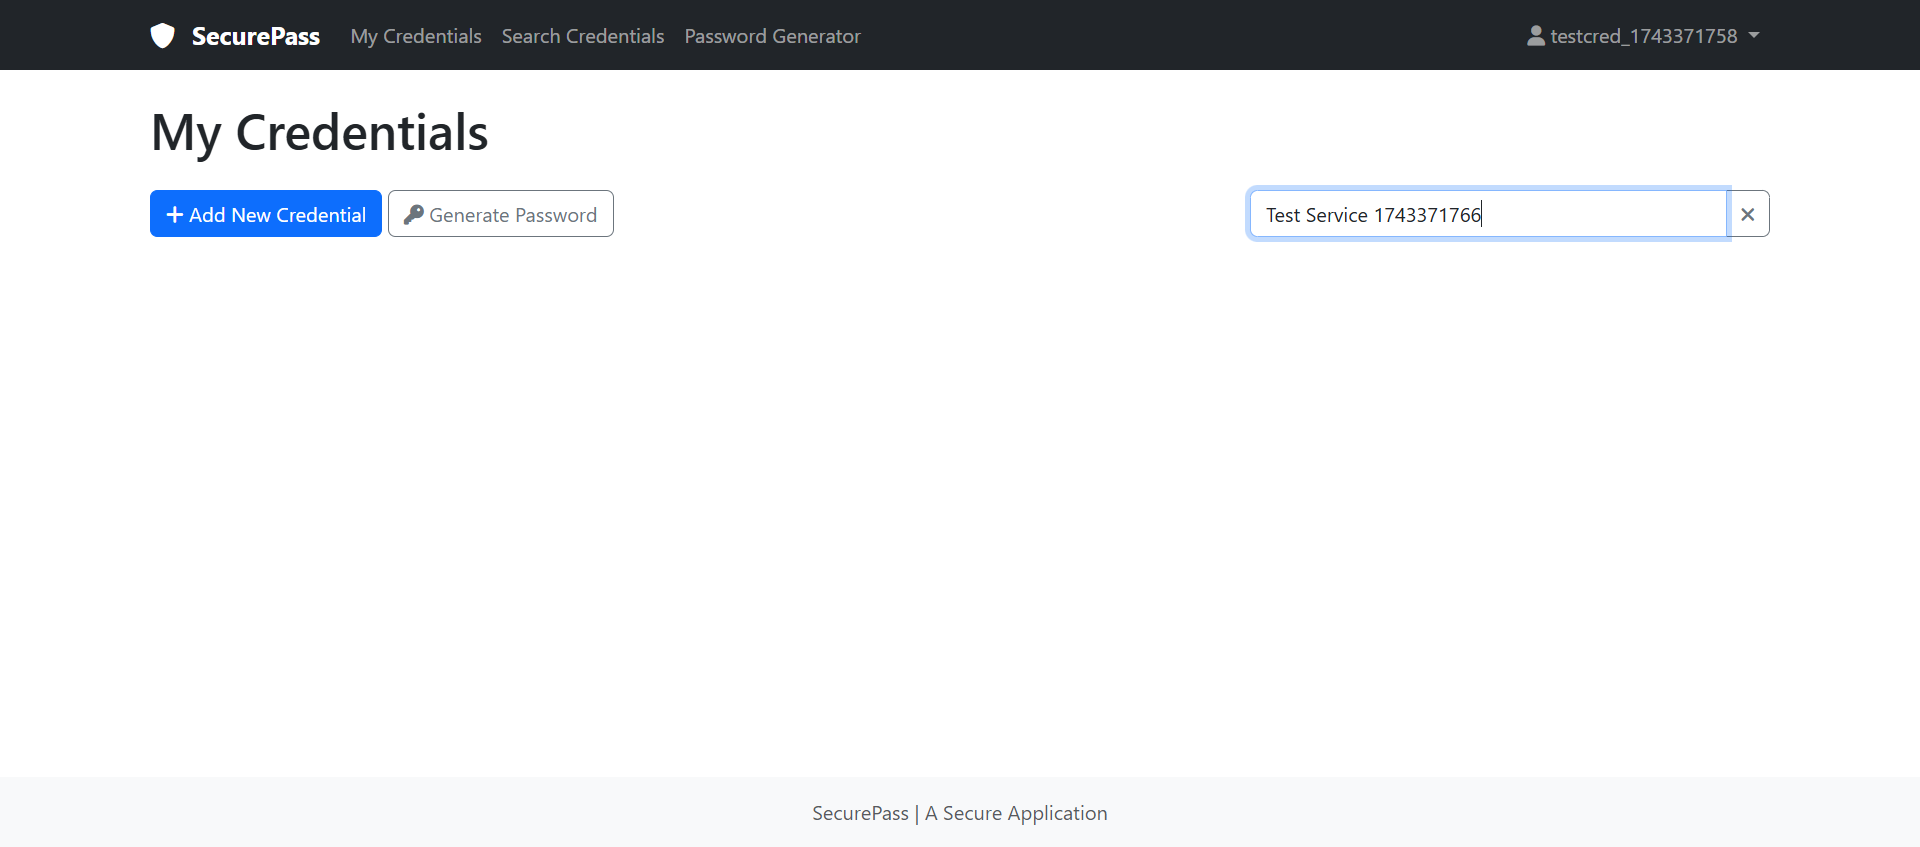 SecurePass My Credentials Search Credentials Password Generator testcred_1743371758
My Credentials
Add New Credential Generate Password Test Service 1743371766
SecurePass | A Secure Application